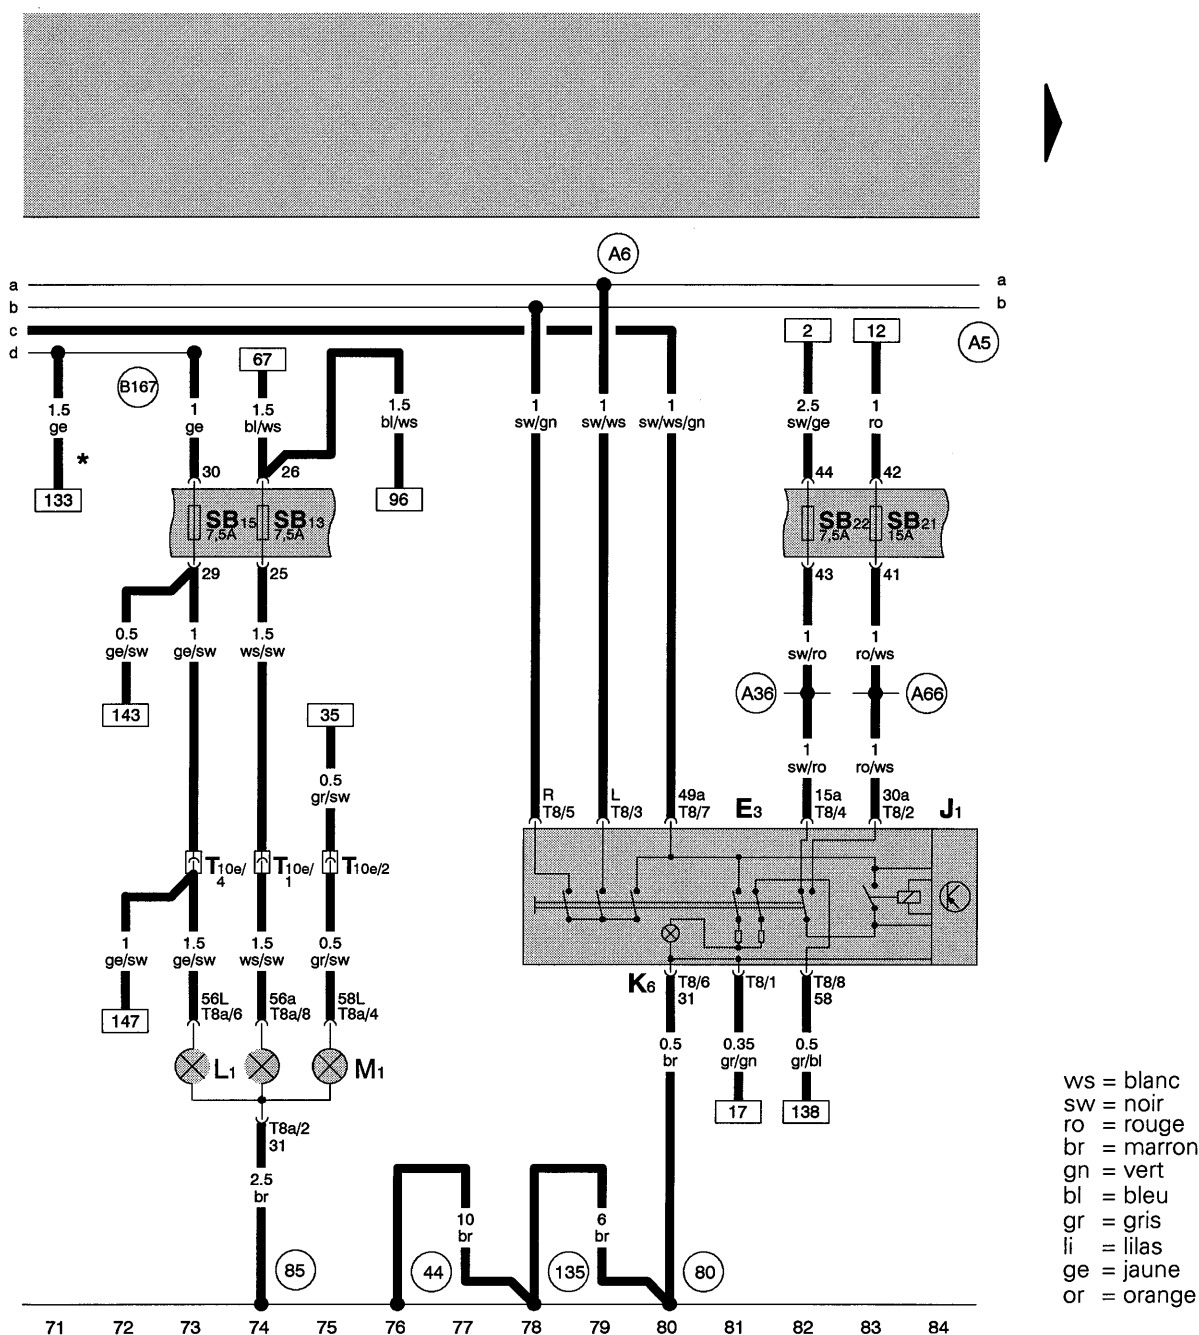 A6
a a
b b
c
d
2 12
A5
67
B167
1.5
ge
1
ge
1.5
bl/ws
1.5
bl/ws
1
sw/gn
1
sw/ws
1
sw/ws/gn
2.5
sw/ge
1
ro
*
30 26
44 42
133
96
SB15
7,5A
SB13
7,5A
SB22
7,5A
SB21
15A
29 25
43 41
0.5
ge/sw
1
ge/sw
1.5
ws/sw
1
sw/ro
1
ro/ws
A36 A66
143
35
0.5
gr/sw
1
sw/ro
1
ro/ws
R
T8/5
L
T8/3
49a
T8/7
E3
15a
T8/4
30a
T8/2
J1
T10e/
4
T10e/
1
T10e/2
1
ge/sw
1.5
ge/sw
1.5
ws/sw
0.5
gr/sw
K6
T8/6
31
T8/1
T8/8
58
56L
T8a/6
56a
T8a/8
58L
T8a/4
147
0.5
br
0.35
gr/gn
0.5
gr/bl
L1 M1
17 138
T8a/2
31
2.5
br
10
br
6
br
85 44 135 80
71 72 73 74 75 76 77 78 79 80 81 82 83 84
ws = blanc
sw = noir
ro = rouge
br = marron
gn = vert
bl = bleu
gr = gris
li = lilas
ge = jaune
or = orange